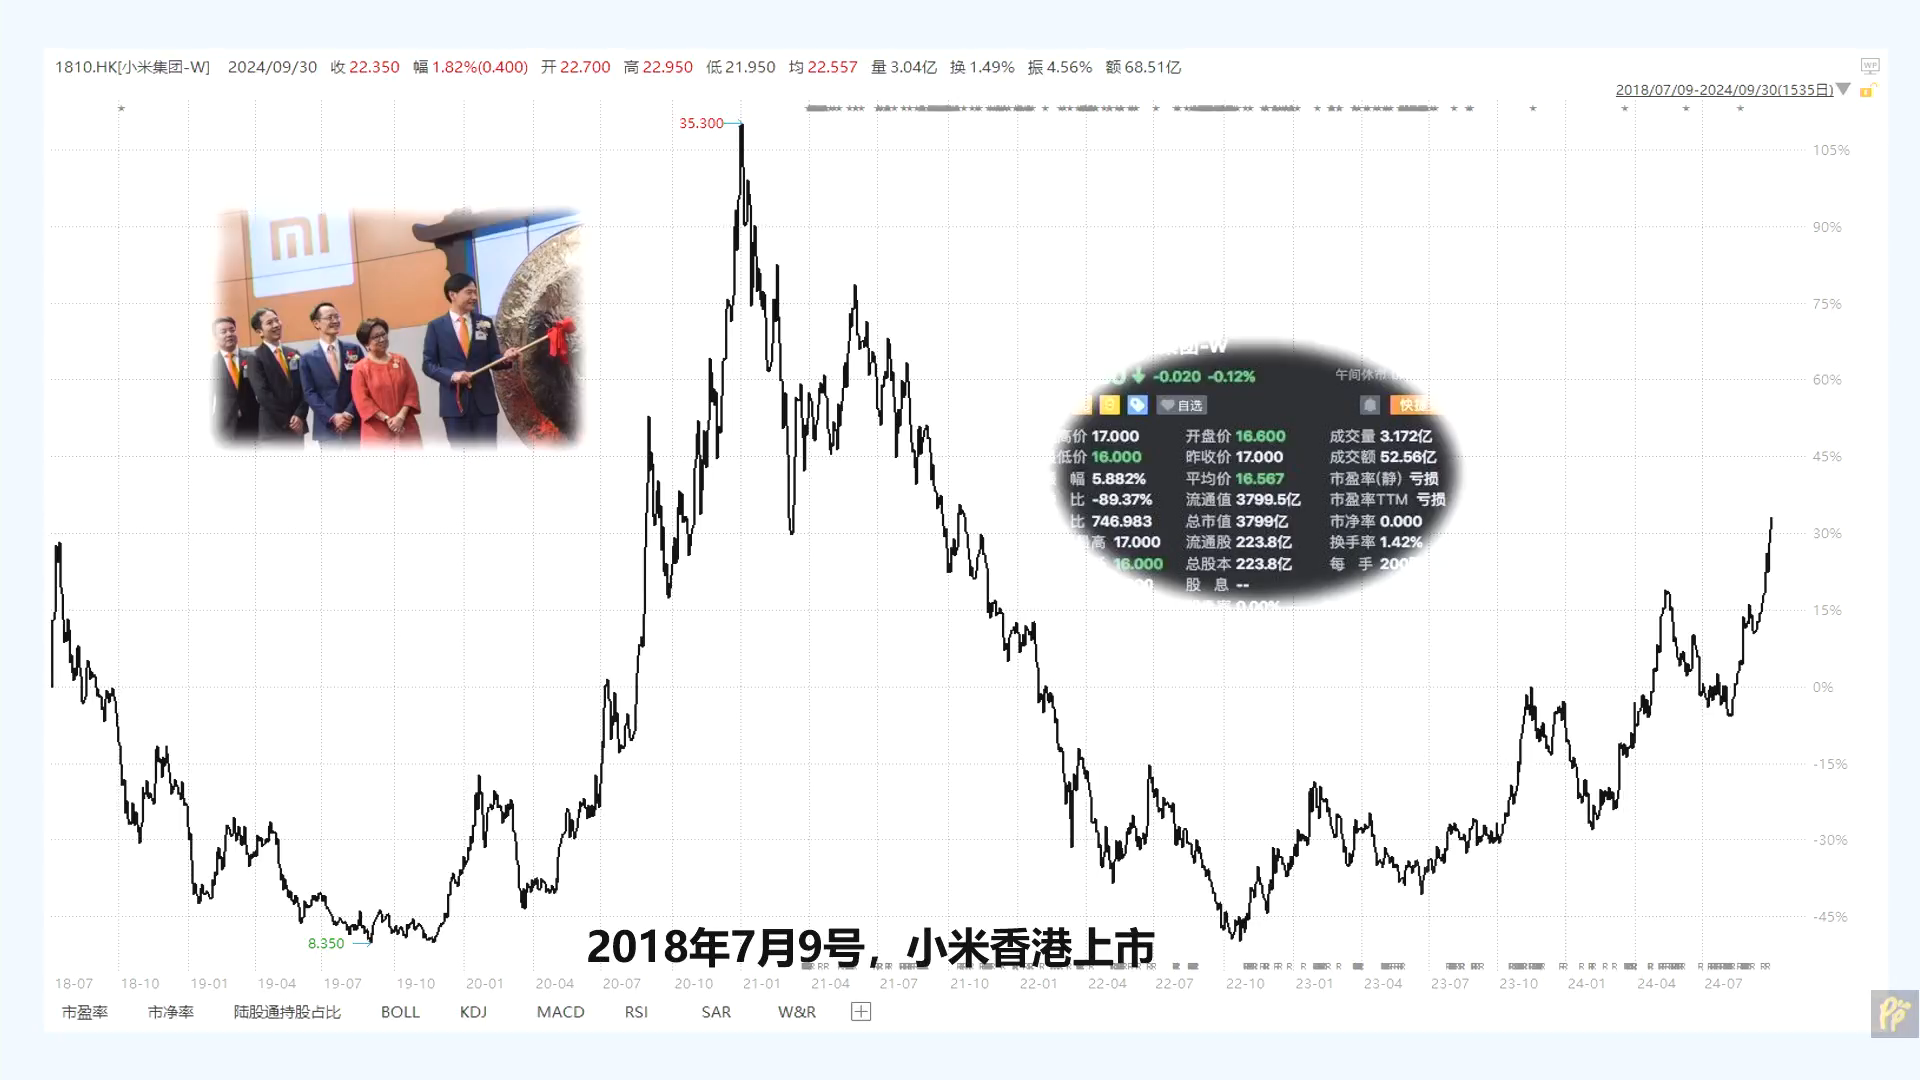 1810.HK[小米集团-W] 2024/09/30 收 22.350 幅 1.82%(0.400) 开 22.700 高 22.950 低 21.950 均 22.557 量 3.04亿 换 1.49% 振 4.56% 额 68.51亿
WP
2018/07/09-2024/09/30(1535日)
35.300
105%
90%
mi
75%
团-W
60%
-0.020 -0.12%
午间休市
自选
快捷
高价 17.000 开盘价 16.600 成交量 3.172亿
低价 16.000 昨收价 17.000 成交额 52.56亿
45%
幅 5.882% 平均价 16.567 市盈率(静) 亏损
比 -89.37% 流通值 3799.5亿 市盈率TTM 亏损
比 746.983 总市值 3799亿 市净率 0.000
30%
高 17.000 流通股 223.8亿 换手率 1.42%
16.000 总股本 223.8亿 每 手 200
股 息 --
0.00%
15%
0%
-15%
-30%
-45%
8.350
2018年7月9号，小米香港上市
18-07 18-10 19-01 19-04 19-07 19-10 20-01 20-04 20-07 20-10 21-01 21-04 21-07 21-10 22-01 22-04 22-07 22-10 23-01 23-04 23-07 23-10 24-01 24-04 24-07
市盈率 市净率 陆股通持股占比 BOLL KDJ MACD RSI SAR W&R
PP